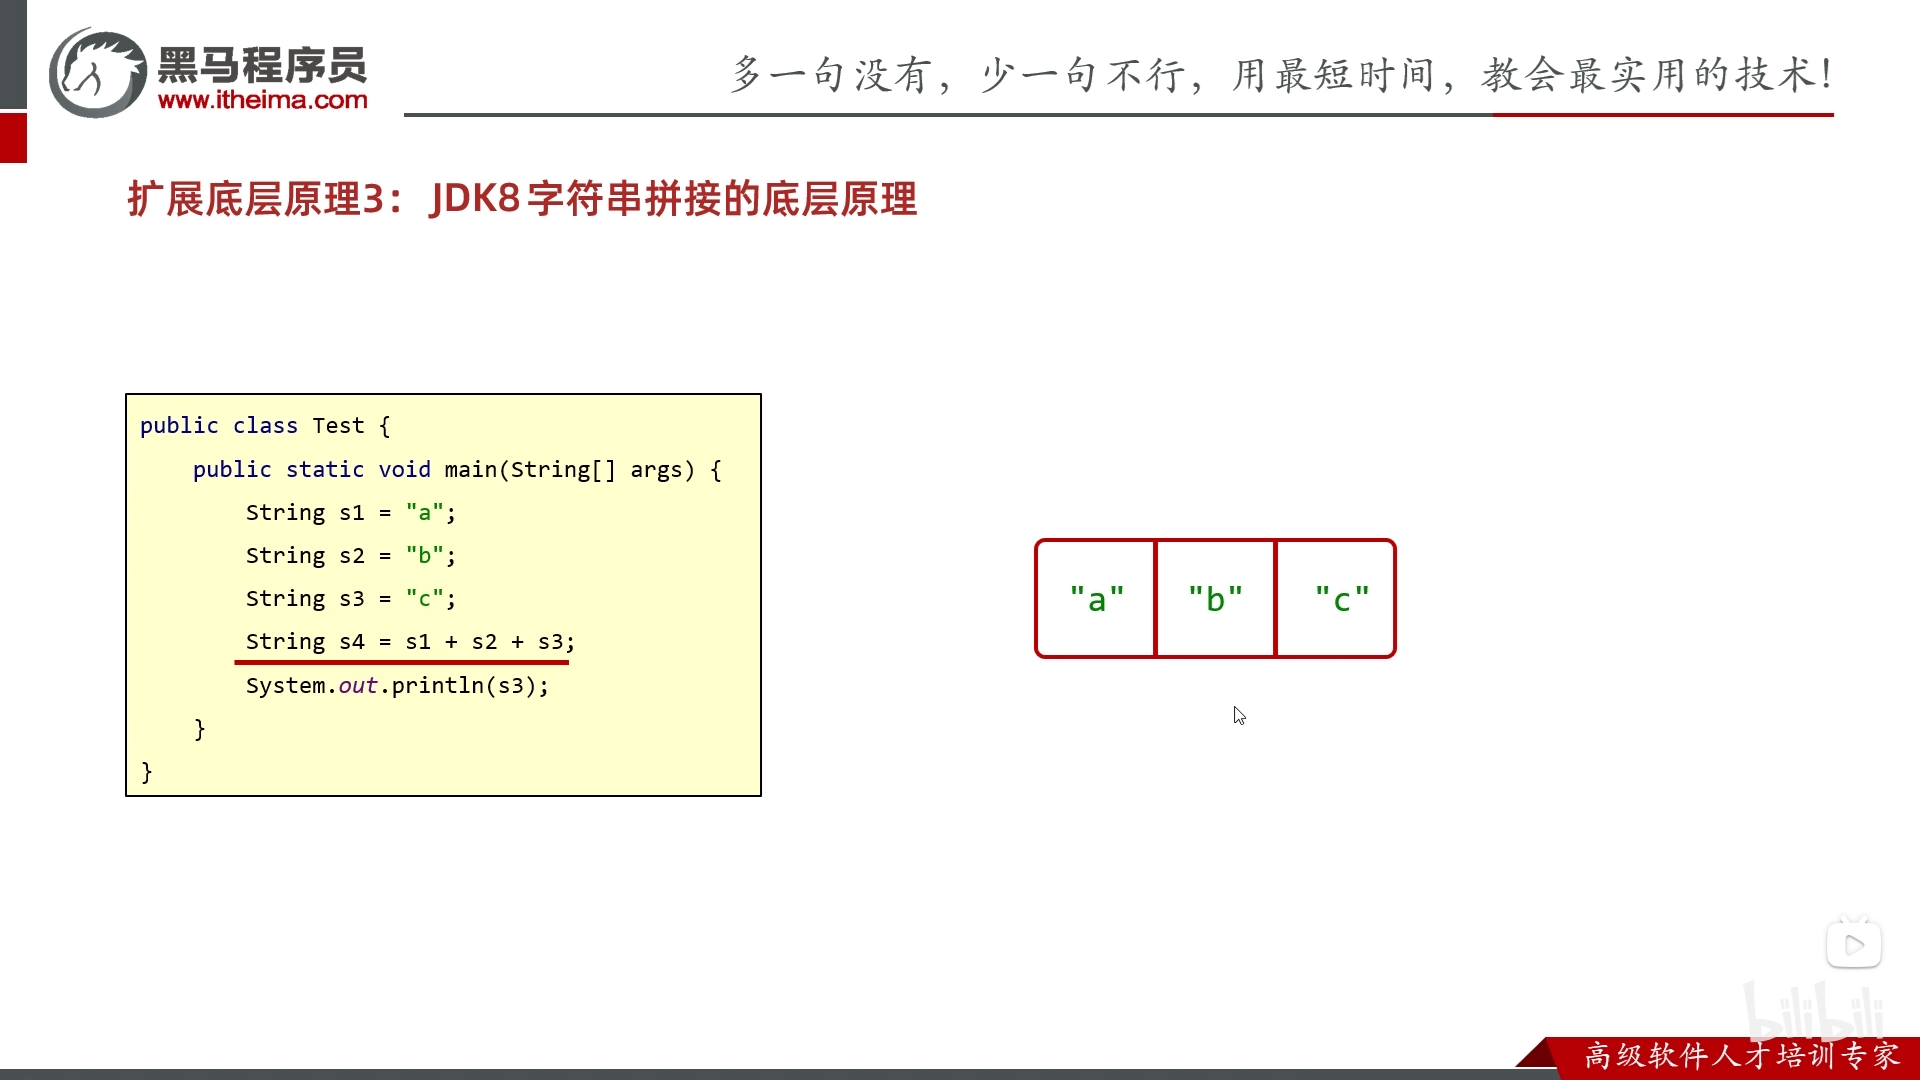 黑马程序员
www.itheima.com
多一句没有，少一句不行，用最短时间，教会最实用的技术！
扩展底层原理3： JDK8字符串拼接的底层原理
public class Test {
    public static void main(String[] args) {
        String s1 = "a";
        String s2 = "b";
        String s3 = "c";
        String s4 = s1 + s2 + s3;
        System.out.println(s3);
    }
}
"a" "b" "c"
bilibili
高级软件人才培训专家